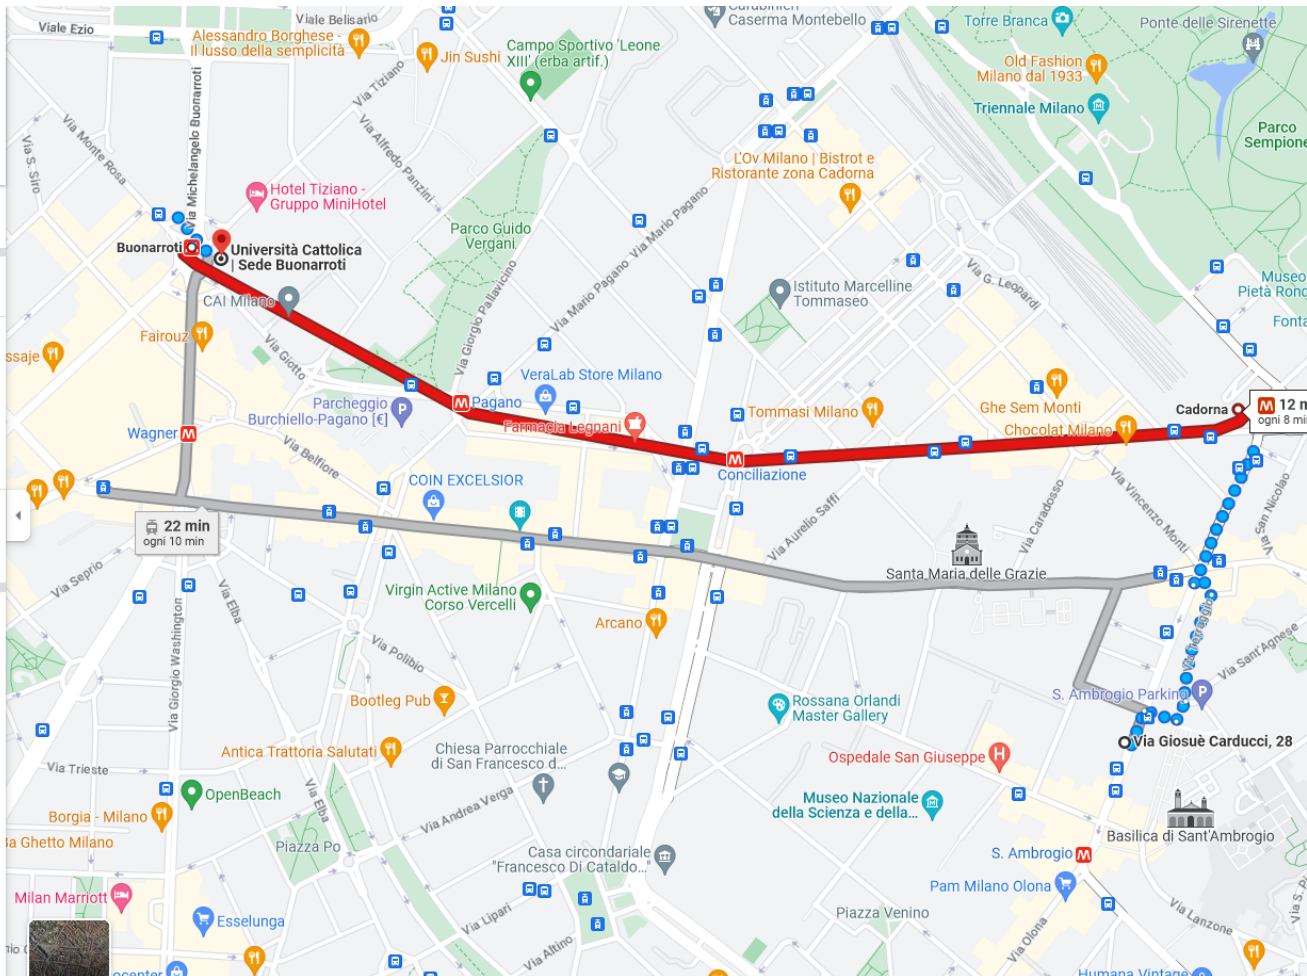 Viale Ezio
Viale Belisario
Alessandro Borghese -
Il lusso della semplicità
Jin Sushi
Campo Sportivo 'Leone
XIII' (erba artif.)
Carabinieri
Caserma Montebello
Torre Branca
Ponte delle Sirenette
Old Fashion
Milano dal 1933
Triennale Milano
Parco
Sempione
Via Tiziano
Via Michelangelo Buonarroti
Via Alfredo Panzini
Via Monte Rosa
Via S. Siro
L'Ov Milano | Bistrot e
Ristorante zona Cadorna
Hotel Tiziano -
Gruppo MiniHotel
Parco Guido
Vergani
Via Mario Pagano
Via Mario Pagano
Buonarroti
Università Cattolica
| Sede Buonarroti
Via G. Leopardi
Museo
Pietà Rond
Fonta
Istituto Marcelline
Tommaseo
CAI Milano
Via Giorgio Pallavicino
Fairouz
Via Giotto
ssaje
VeraLab Store Milano
Pagano
Parcheggio
Burchiello-Pagano [€]
Farmacia Legnani
Tommasi Milano
Ghe Sem Monti
Chocolat Milano
Cadorna
M 12 m
ogni 8 min
Wagner
Via Belfiore
Conciliazione
COIN EXCELSIOR
Via Aurelio Saffi
Via Caradosso
Via Vincenzo Monti
Via San Nicolao
22 min
ogni 10 min
Santa Maria delle Grazie
Via Seprio
Via Elba
Virgin Active Milano
Corso Vercelli
Arcano
Via Giorgio Washington
Via Polibio
Via Sant'Agnese
S. Ambrogio Parking
Bootleg Pub
Rossana Orlandi
Master Gallery
Via Giosuè Carducci, 28
Antica Trattoria Salutati
Chiesa Parrocchiale
di San Francesco d...
Ospedale San Giuseppe
Via Trieste
OpenBeach
Via Elba
Via Andrea Verga
Museo Nazionale
della Scienza e della...
Basilica di Sant'Ambrogio
Borgia - Milano
Ba Ghetto Milano
Piazza Po
Casa circondariale
"Francesco Di Cataldo..."
S. Ambrogio
Pam Milano Olona
Milan Marriott
Esselunga
Via Lipari
Piazza Venino
Via Lanzone
Via Olona
Via Altino
Via S. P
ocenter
Humana Vintage